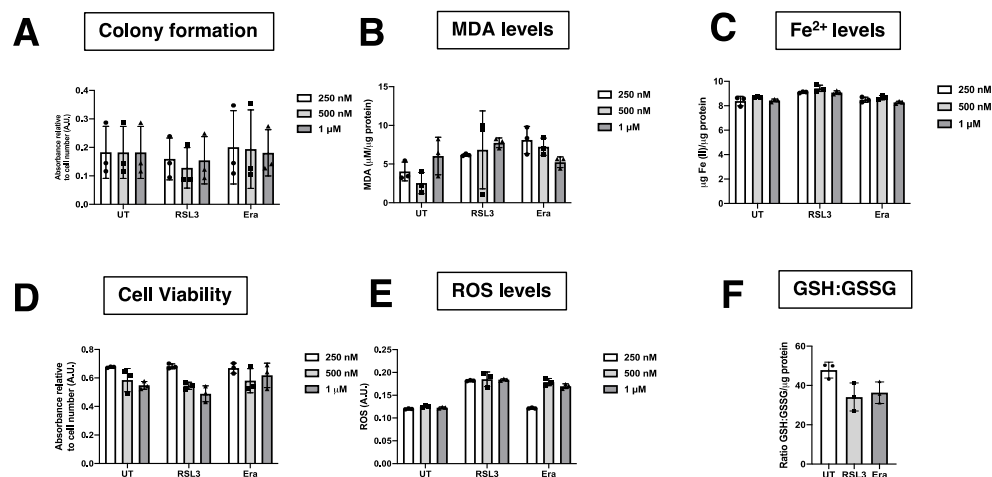 A
Colony formation
Absorbance relative
to cell number (A.U.)
0.4
0.3
0.2
0.1
0.0
UT
RSL3
Era
250 nM
500 nM
1 µM
B
MDA levels
MDA (µM/µg protein)
15
10
5
0
UT
RSL3
Era
250 nM
500 nM
1 µM
C
Fe²⁺ levels
µg Fe (II)/µg protein
10
8
6
4
2
0
UT
RSL3
Era
250 nM
500 nM
1 µM
D
Cell Viability
Absorbance relative
to cell number (A.U.)
0.8
0.6
0.4
0.2
0.0
UT
RSL3
Era
250 nM
500 nM
1 µM
E
ROS levels
ROS (A.U.)
0.25
0.20
0.15
0.10
0.05
0.00
UT
RSL3
Era
250 nM
500 nM
1 µM
F
GSH:GSSG
Ratio GSH:GSSG/µg protein
60
40
20
0
UT
RSL3
Era